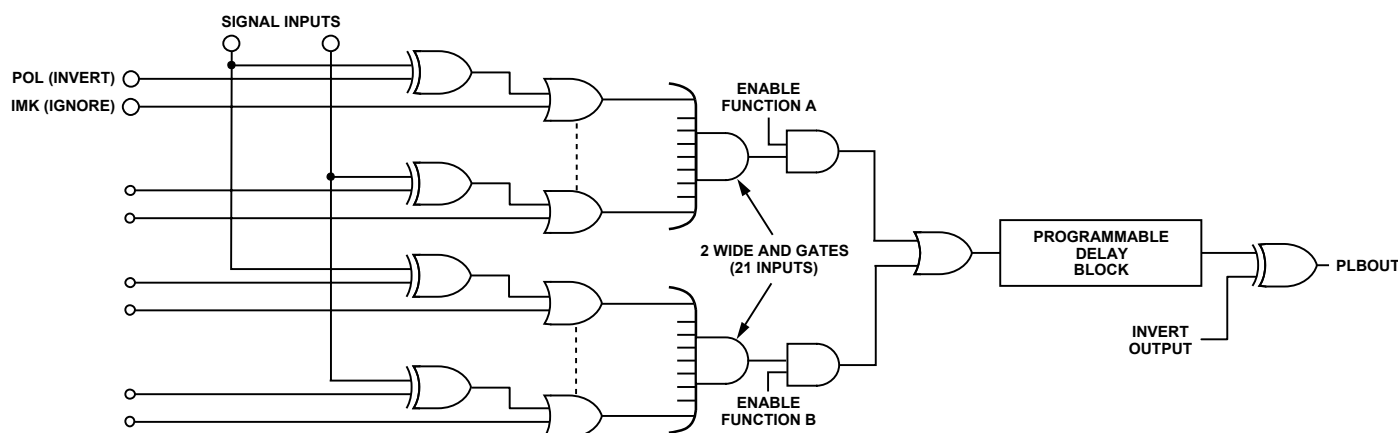 SIGNAL INPUTS
POL (INVERT)
IMK (IGNORE)
ENABLE
FUNCTION A
2 WIDE AND GATES
(21 INPUTS)
PROGRAMMABLE
DELAY
BLOCK
PLBOUT
INVERT
OUTPUT
ENABLE
FUNCTION B